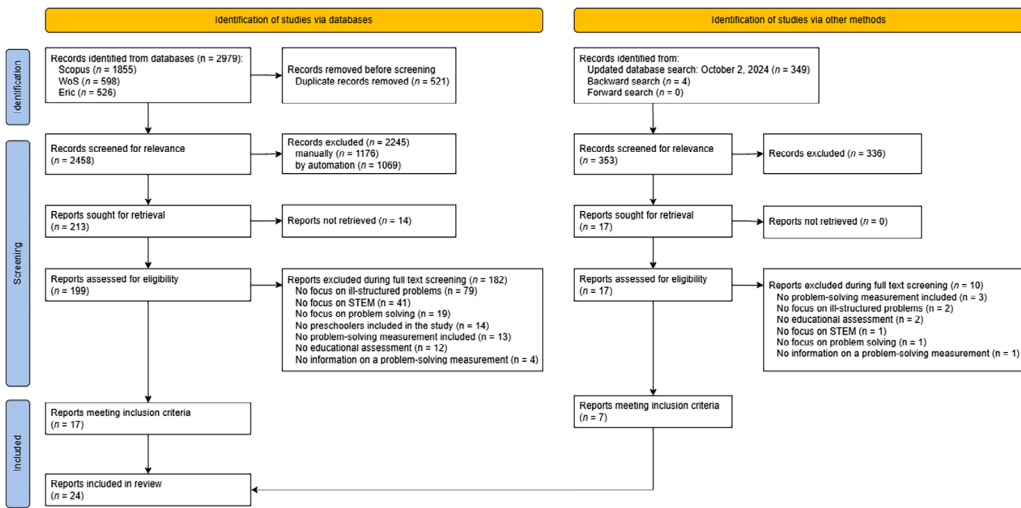 Identification of studies via databases
Identification of studies via other methods
Identification
Records identified from databases (n = 2979):
Scopus (n = 1855
WoS (n = 598
Eric (n = 526
Records removed before screening
Duplicate records removed (n = 521)
Records identified from:
Updated database search: October 2, 2024 (n = 349)
Backward search (n = 4)
Forward search (n = 0)
Screening
Records screened for relevance
(n = 2458)
Records excluded (n = 2245)
manually (n = 1176)
by automation (n = 1069)
Records screened for relevance
(n = 353)
Records excluded (n = 336)
Reports sought for retrieval
(n = 213)
Reports not retrieved (n = 14)
Reports sought for retrieval
(n = 17)
Reports not retrieved (n = 0)
Reports assessed for eligibility
(n = 199)
Reports excluded during full text screening (n = 182)
No focus on ill-structured problems (n = 79)
No focus on STEM (n = 41)
No focus on problem solving (n = 19)
No preschoolers included in the study (n = 14)
No problem-solving measurement included (n = 13)
No educational assessment (n = 12)
No information on a problem-solving measurement (n = 4)
Reports assessed for eligibility
(n = 17)
Reports excluded during full text screening (n = 10)
No problem-solving measurement included (n = 3)
No focus on ill-structured problems (n = 2)
No educational assessment (n = 2)
No focus on STEM (n = 1)
No focus on problem solving (n = 1)
No information on a problem-solving measurement (n = 1)
Included
Reports meeting inclusion criteria
(n = 17)
Reports meeting inclusion criteria
(n = 7)
Reports included in review
(n = 24)